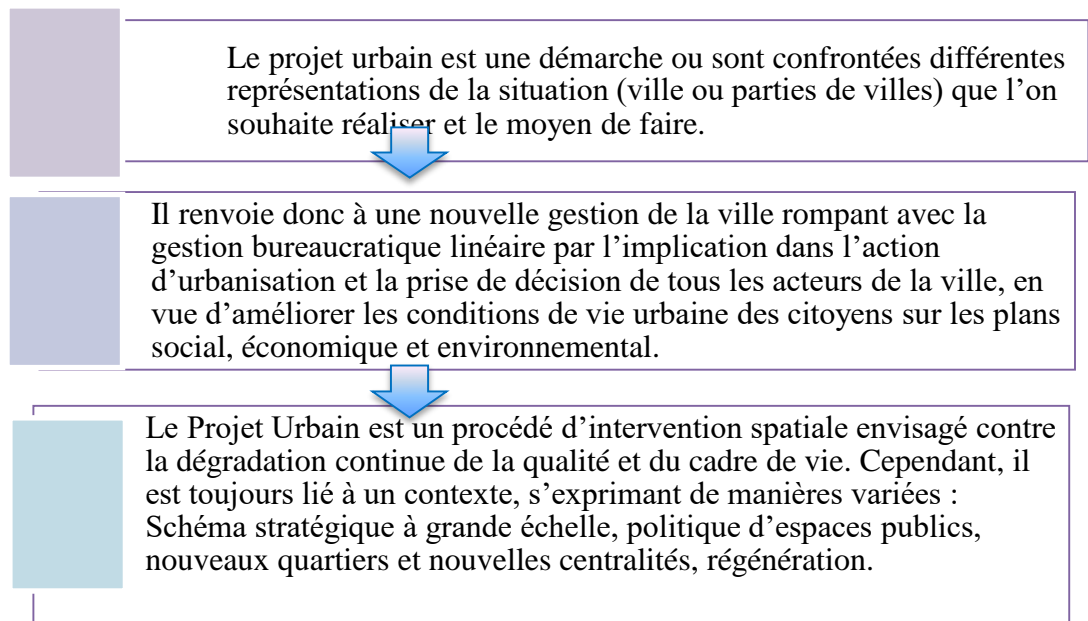 Le projet urbain est une démarche ou sont confrontées différentes
représentations de la situation (ville ou parties de villes) que l’on
souhaite réaliser et le moyen de faire.
Il renvoie donc à une nouvelle gestion de la ville rompant avec la
gestion bureaucratique linéaire par l’implication dans l’action
d’urbanisation et la prise de décision de tous les acteurs de la ville, en
vue d’améliorer les conditions de vie urbaine des citoyens sur les plans
social, économique et environnemental.
Le Projet Urbain est un procédé d’intervention spatiale envisagé contre
la dégradation continue de la qualité et du cadre de vie. Cependant, il
est toujours lié à un contexte, s’exprimant de manières variées :
Schéma stratégique à grande échelle, politique d’espaces publics,
nouveaux quartiers et nouvelles centralités, régénération.